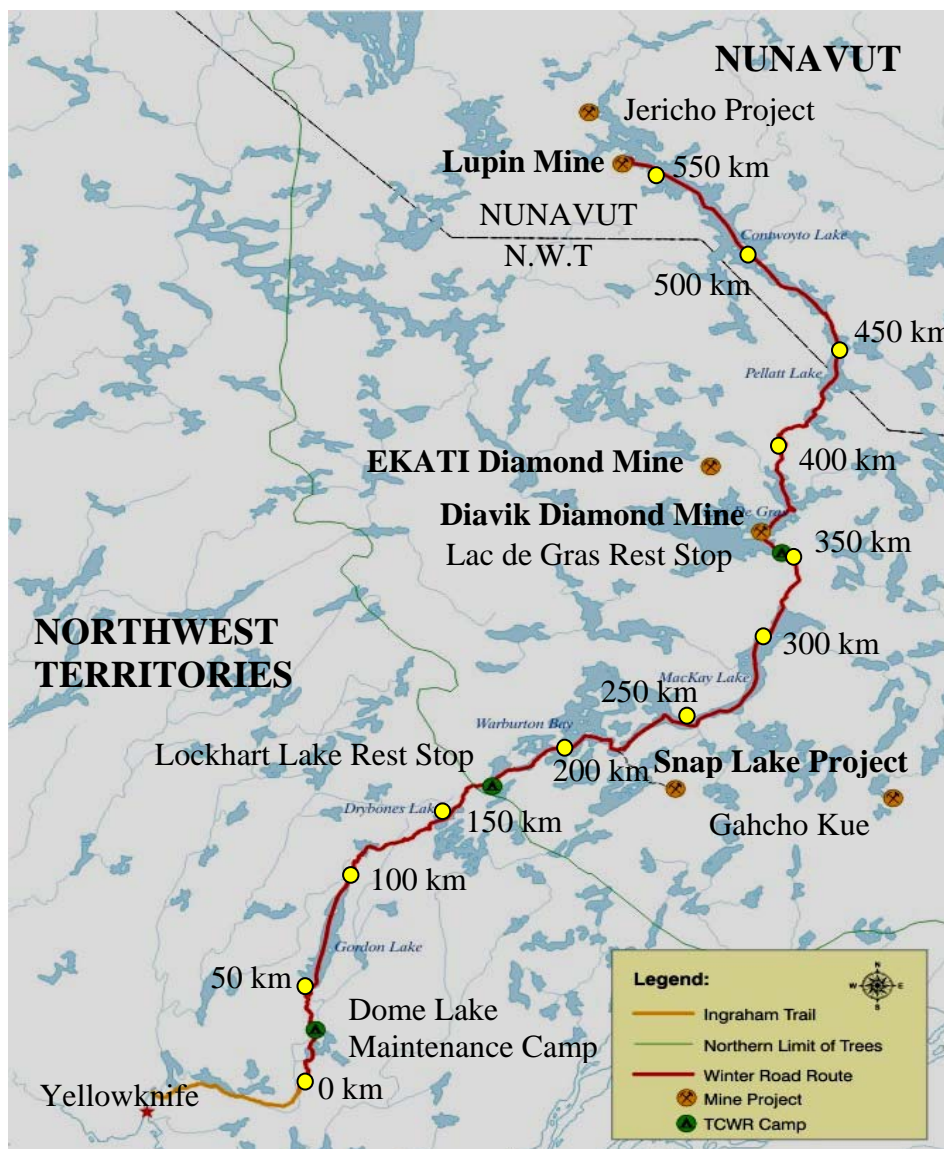 NUNAVUT
Jericho Project
Lupin Mine
550 km
NUNAVUT
N.W.T
Contwoyto Lake
500 km
450 km
Pellatt Lake
EKATI Diamond Mine
400 km
Diavik Diamond Mine
De Gras
Lac de Gras Rest Stop
350 km
NORTHWEST
TERRITORIES
300 km
MacKay Lake
250 km
Warburton Bay
Lockhart Lake Rest Stop
200 km
Snap Lake Project
Drybones Lake
150 km
Gahcho Kue
100 km
Gordon Lake
50 km
Dome Lake
Maintenance Camp
Yellowknife
0 km
Legend:
N
W
E
S
Ingraham Trail
Northern Limit of Trees
Winter Road Route
Mine Project
TCWR Camp